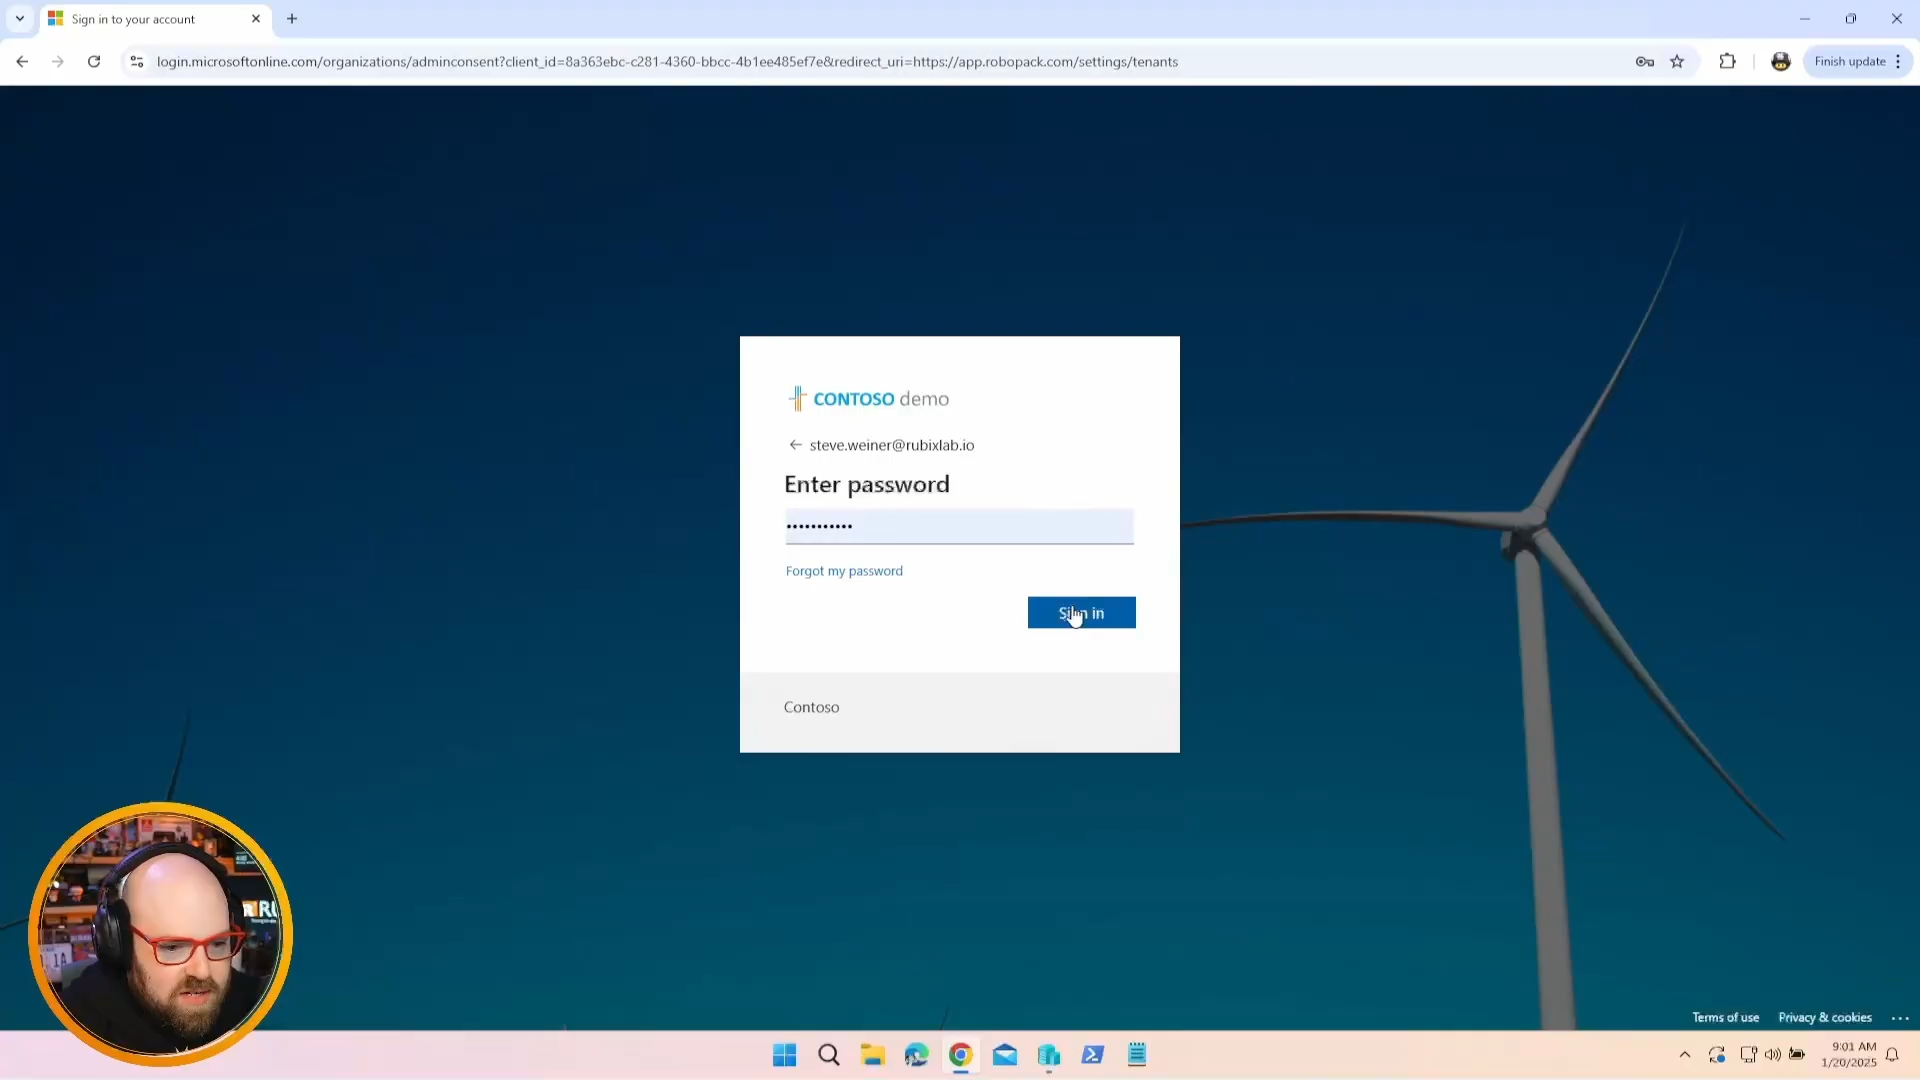 Sign in to your account
login.microsoftonline.com/organizations/adminconsent?client_id=8a363ebc-c281-4360-bbcc-4b1ee485ef7e&redirect_uri=https://app.robopack.com/settings/tenants
Finish update
CONTOSO demo
steve.weiner@rubixlab.io
Enter password
Forgot my password
Sign in
Contoso
Terms of use
Privacy & cookies
9:01 AM
1/20/2025